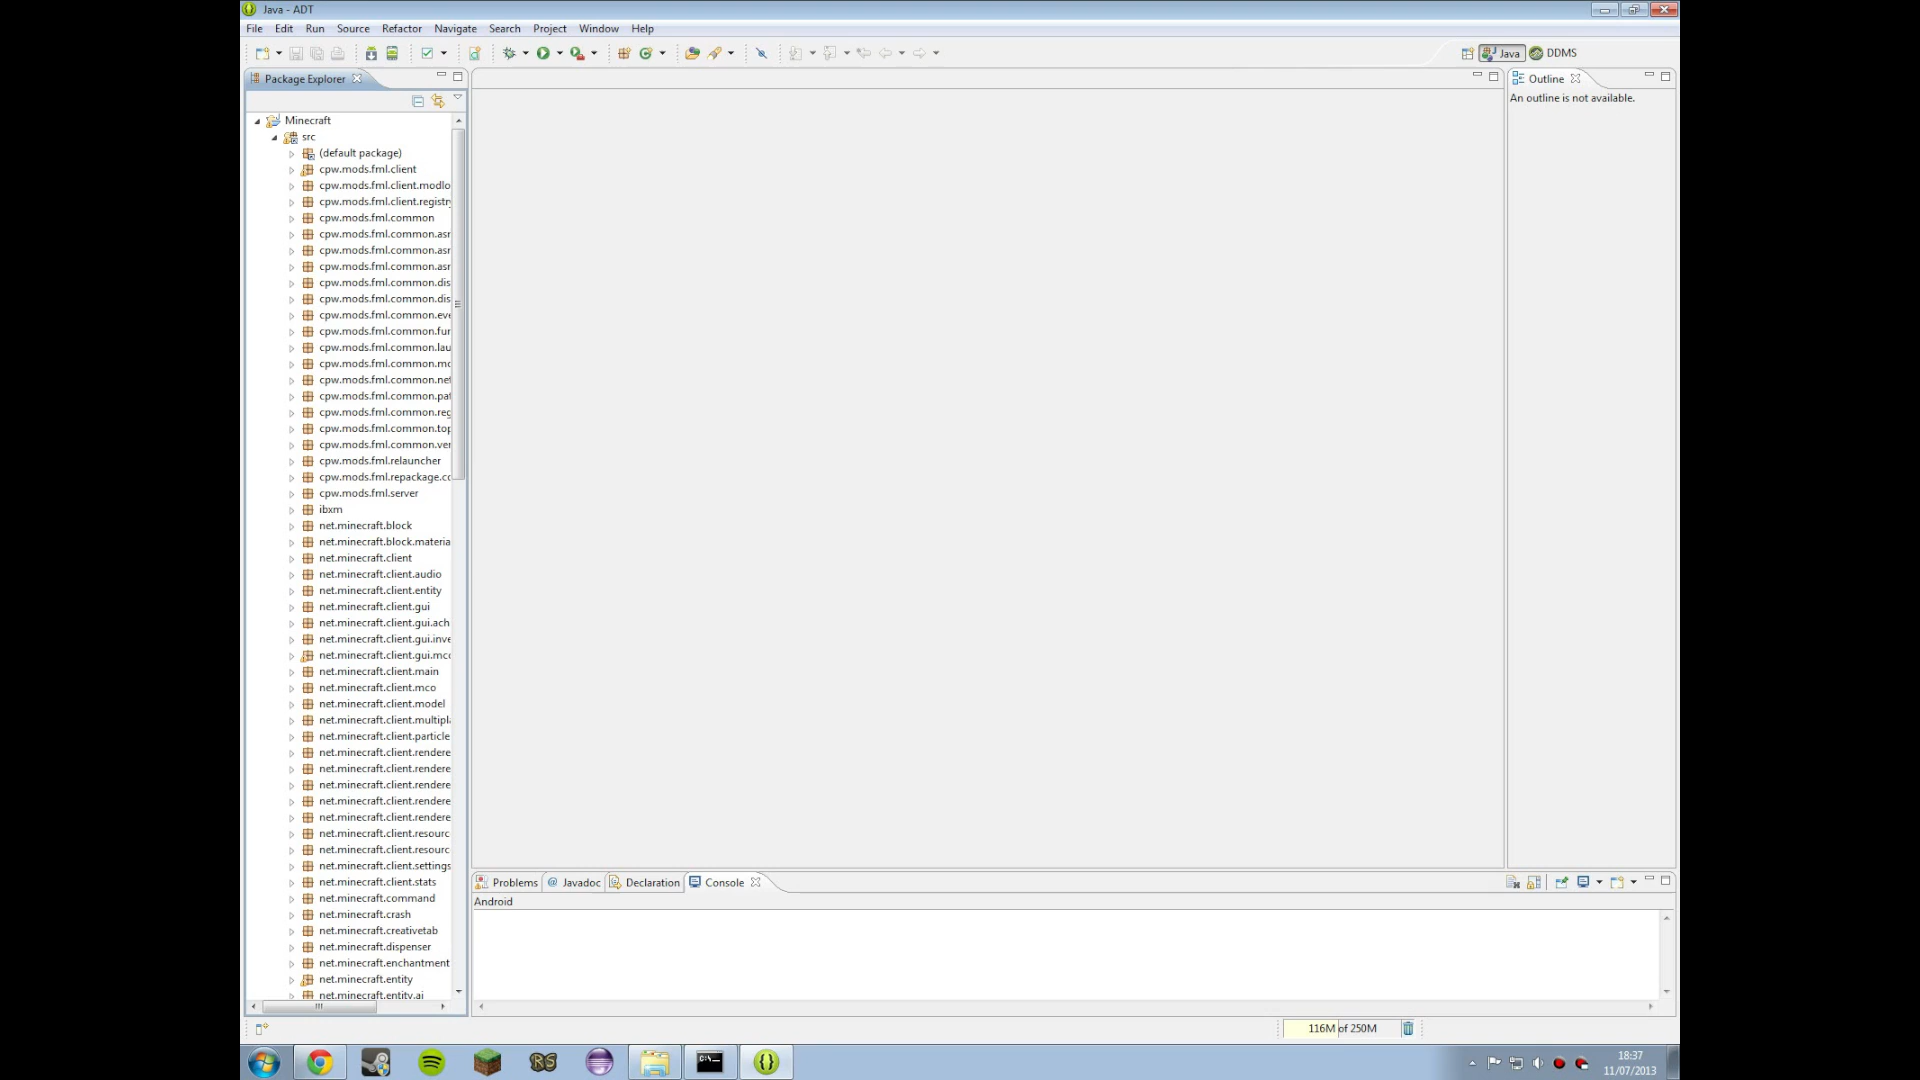 Java - ADT
File Edit Run Source Refactor Navigate Search Project Window Help
Java DDMS
Package Explorer
Outline
An outline is not available.
Minecraft
src
(default package)
cpw.mods.fml.client
cpw.mods.fml.client.modlo
cpw.mods.fml.client.registry
cpw.mods.fml.common
cpw.mods.fml.common.asm
cpw.mods.fml.common.asm
cpw.mods.fml.common.asm
cpw.mods.fml.common.dis
cpw.mods.fml.common.dis
cpw.mods.fml.common.eve
cpw.mods.fml.common.fun
cpw.mods.fml.common.lau
cpw.mods.fml.common.mo
cpw.mods.fml.common.net
cpw.mods.fml.common.pat
cpw.mods.fml.common.reg
cpw.mods.fml.common.top
cpw.mods.fml.common.ver
cpw.mods.fml.relauncher
cpw.mods.fml.repackage.co
cpw.mods.fml.server
ibxm
net.minecraft.block
net.minecraft.block.materia
net.minecraft.client
net.minecraft.client.audio
net.minecraft.client.entity
net.minecraft.client.gui
net.minecraft.client.gui.ach
net.minecraft.client.gui.inve
net.minecraft.client.gui.mco
net.minecraft.client.main
net.minecraft.client.mco
net.minecraft.client.model
net.minecraft.client.multipla
net.minecraft.client.particle
net.minecraft.client.rendere
net.minecraft.client.rendere
net.minecraft.client.rendere
net.minecraft.client.rendere
net.minecraft.client.rendere
net.minecraft.client.resourc
net.minecraft.client.resourc
net.minecraft.client.settings
net.minecraft.client.stats
net.minecraft.command
net.minecraft.crash
net.minecraft.creativetab
net.minecraft.dispenser
net.minecraft.enchantment
net.minecraft.entity
net.minecraft.entity.ai
Problems @ Javadoc Declaration Console
Android
116M of 250M
C:\
RS
18:37
11/07/2013